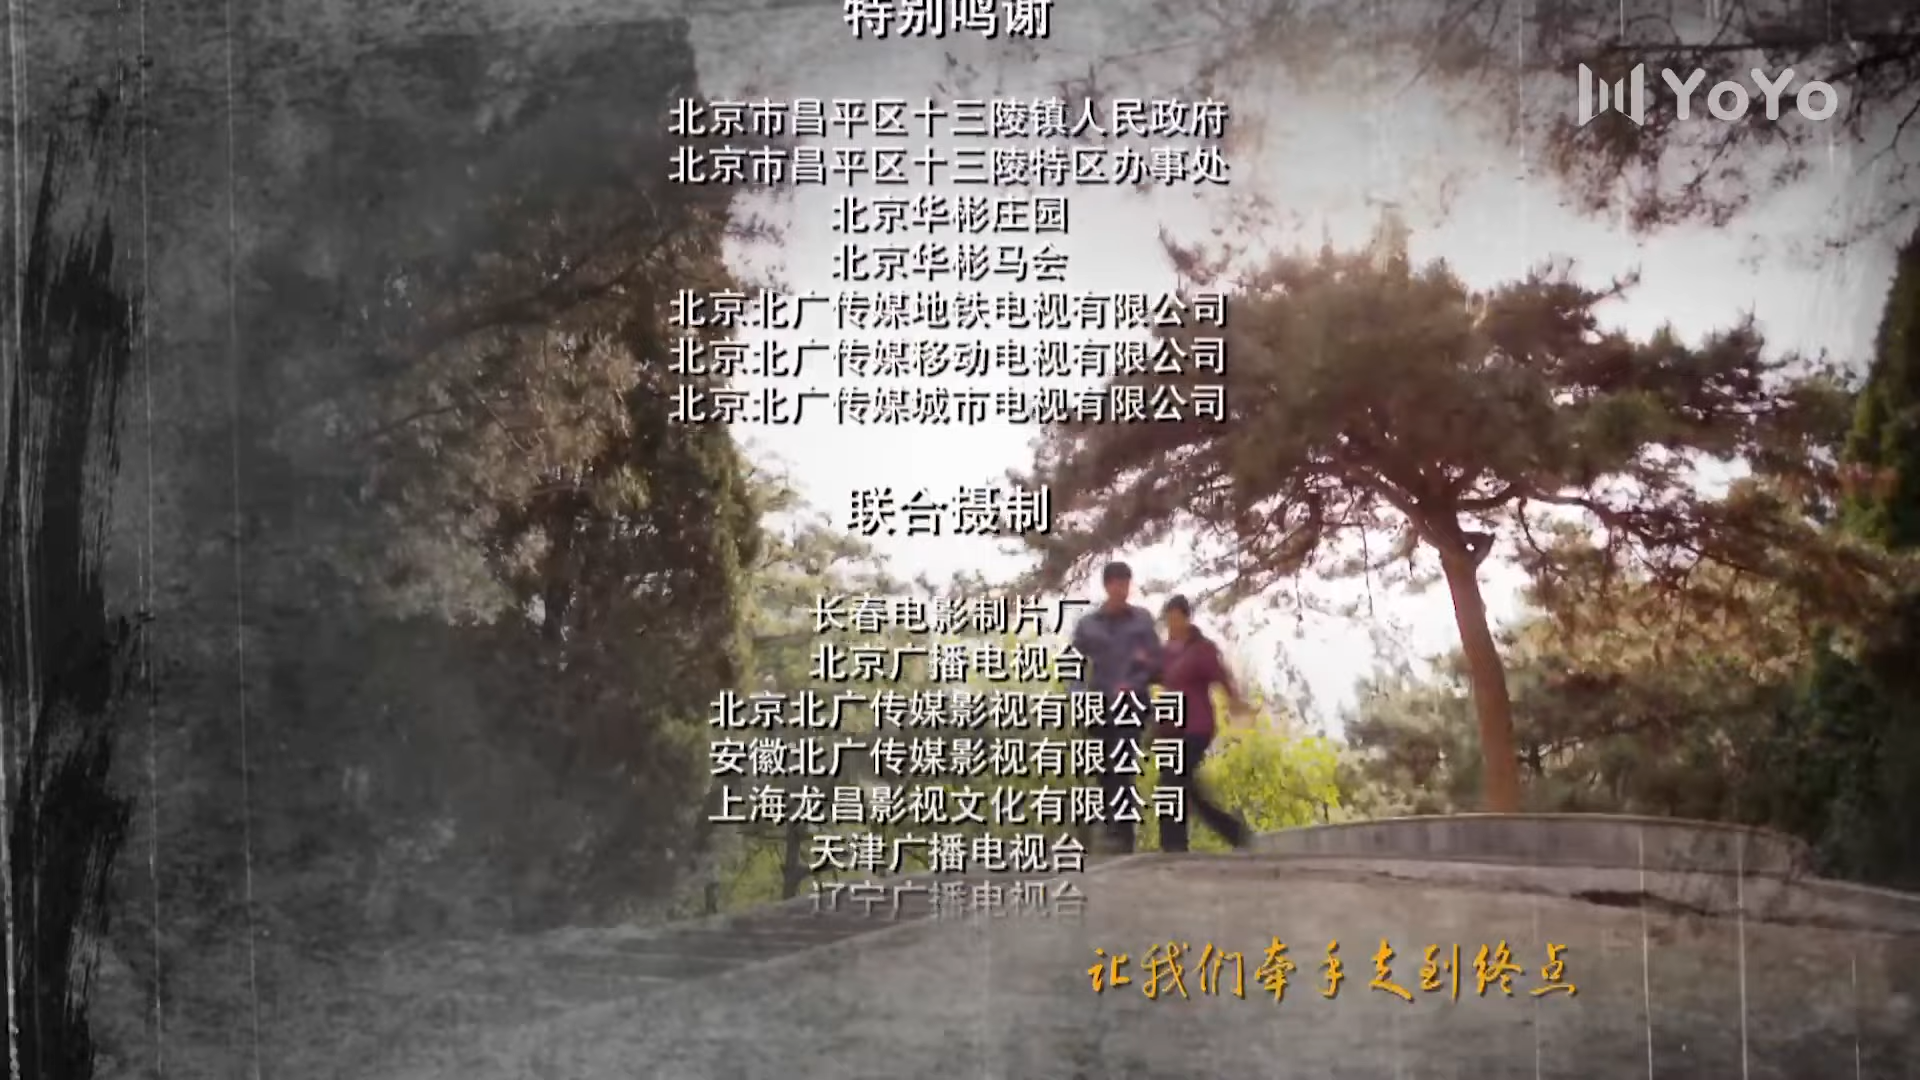 特别鸣谢
YOYO
北京市昌平区十三陵镇人民政府
北京市昌平区十三陵特区办事处
北京华彬庄园
北京华彬马会
北京北广传媒地铁电视有限公司
北京北广传媒移动电视有限公司
北京北广传媒城市电视有限公司
联合摄制
长春电影制片厂
北京广播电视台
北京北广传媒影视有限公司
安徽北广传媒影视有限公司
上海龙昌影视文化有限公司
天津广播电视台
辽宁广播电视台
让我们牵手走到终点